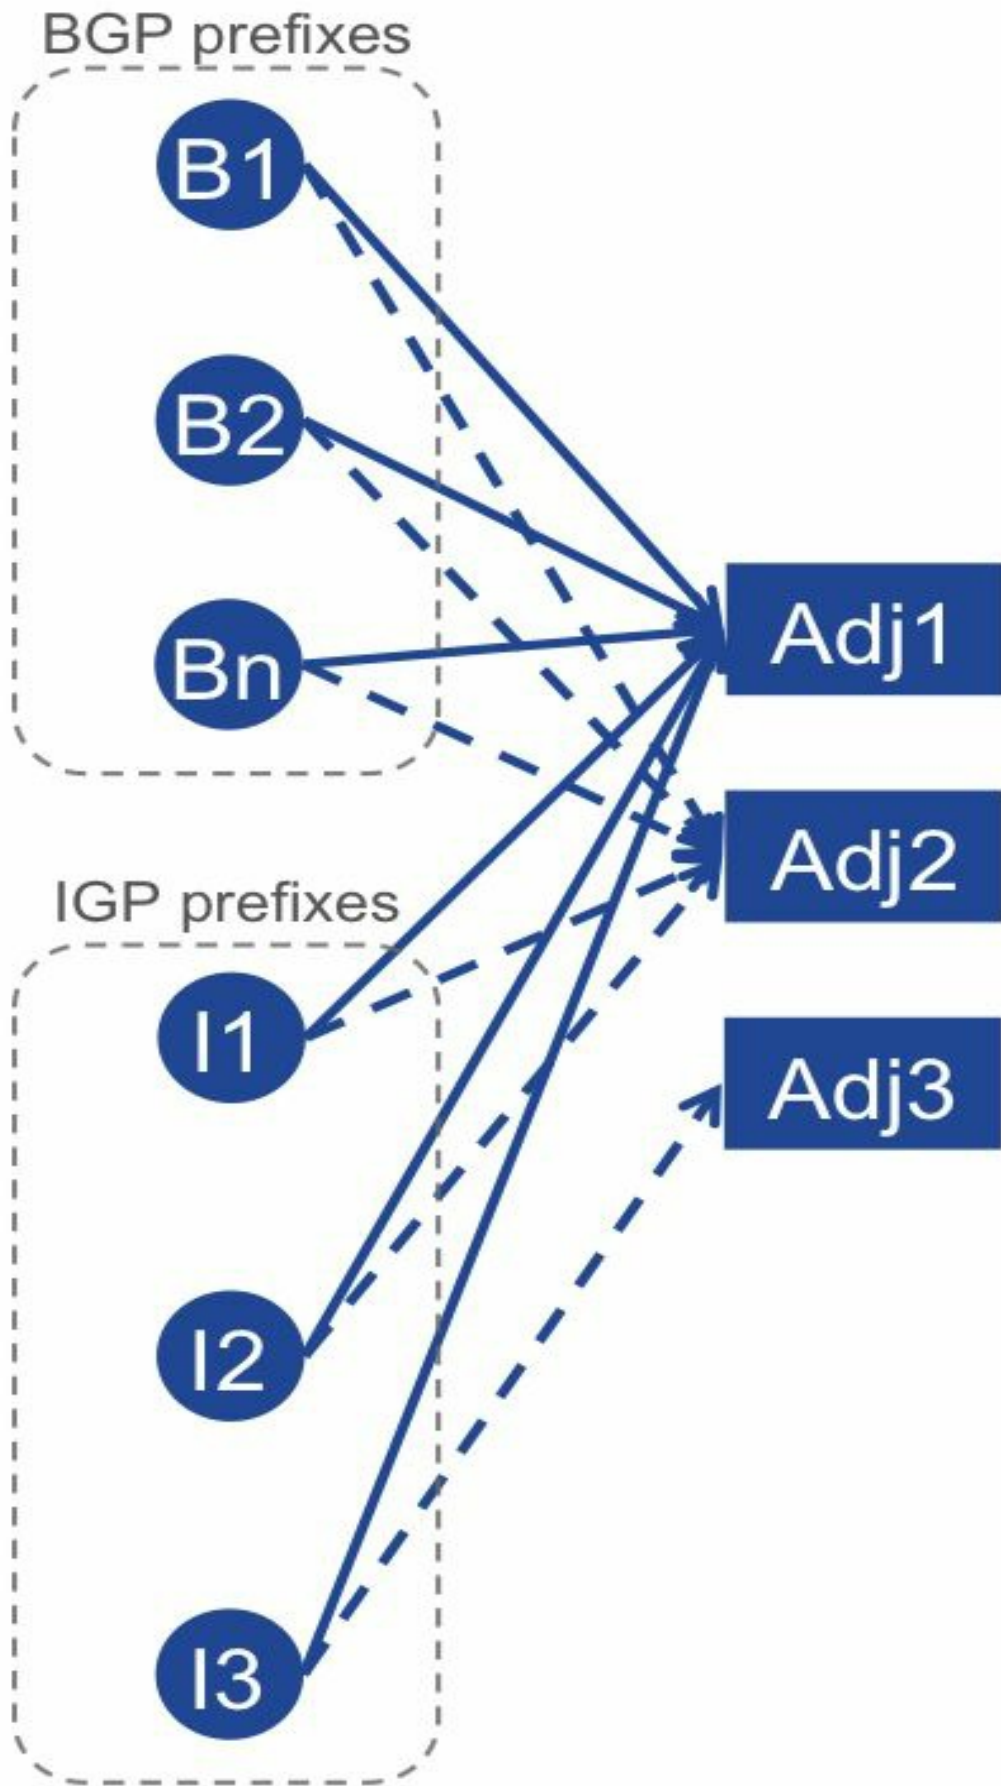 BGP prefixes
B1
B2
Bn
Adj1
Adj2
IGP prefixes
I1
Adj3
I2
I3